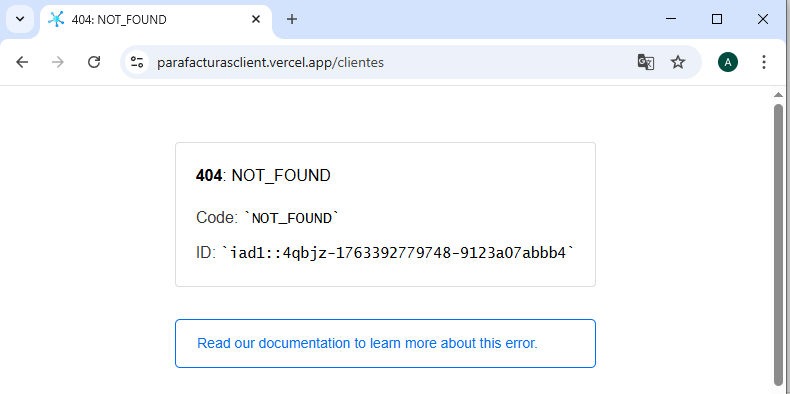 404: NOT_FOUND
parafacturasclient.vercel.app/clientes
A
404: NOT_FOUND
Code: `NOT_FOUND`
ID: `iad1::4qbjz-1763392779748-9123a07abbb4`
Read our documentation to learn more about this error.